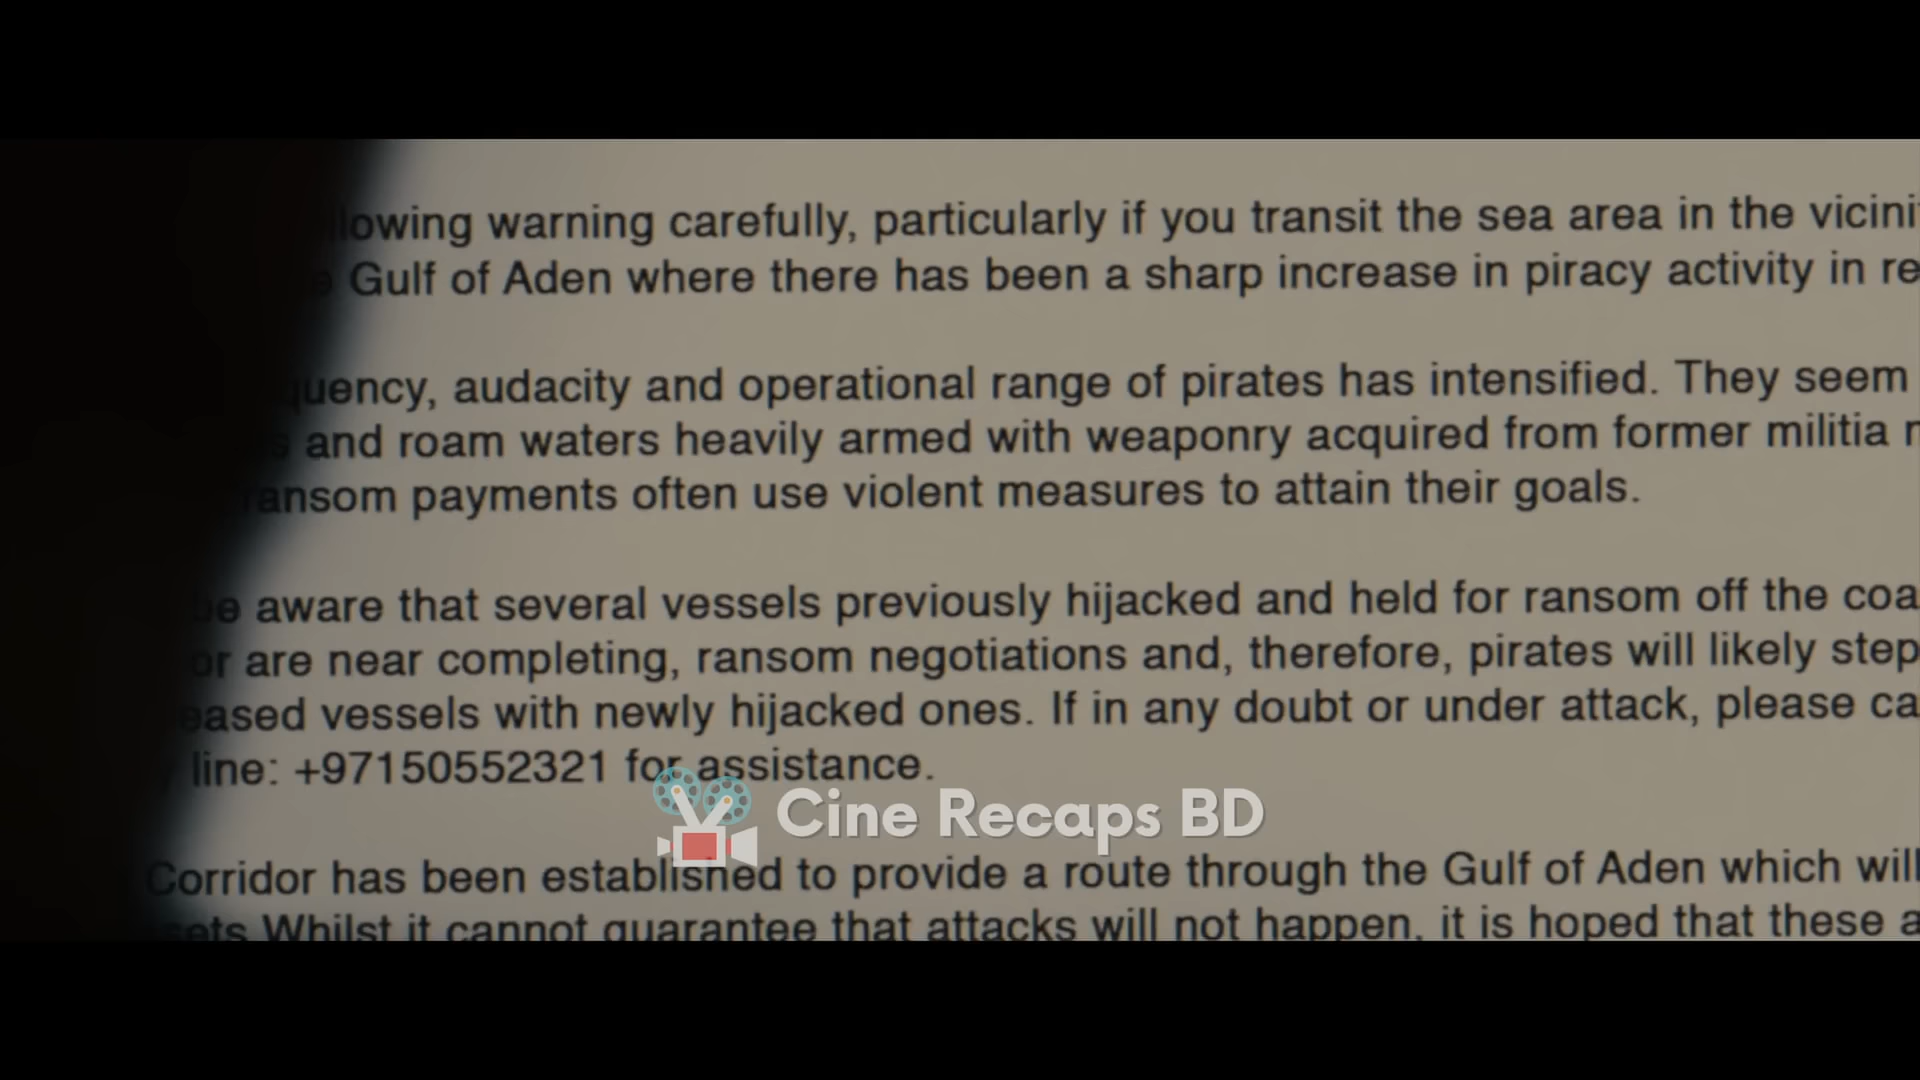 lowing warning carefully, particularly if you transit the sea area in the vicini
Gulf of Aden where there has been a sharp increase in piracy activity in re
quency, audacity and operational range of pirates has intensified. They seem
and roam waters heavily armed with weaponry acquired from former militia
ransom payments often use violent measures to attain their goals.
be aware that several vessels previously hijacked and held for ransom off the coa
or are near completing, ransom negotiations and, therefore, pirates will likely step
eased vessels with newly hijacked ones. If in any doubt or under attack, please ca
line: +97150552321 for assistance.
Cine Recaps BD
Corridor has been established to provide a route through the Gulf of Aden which will
sets Whilst it cannot guarantee that attacks will not happen, it is hoped that these a